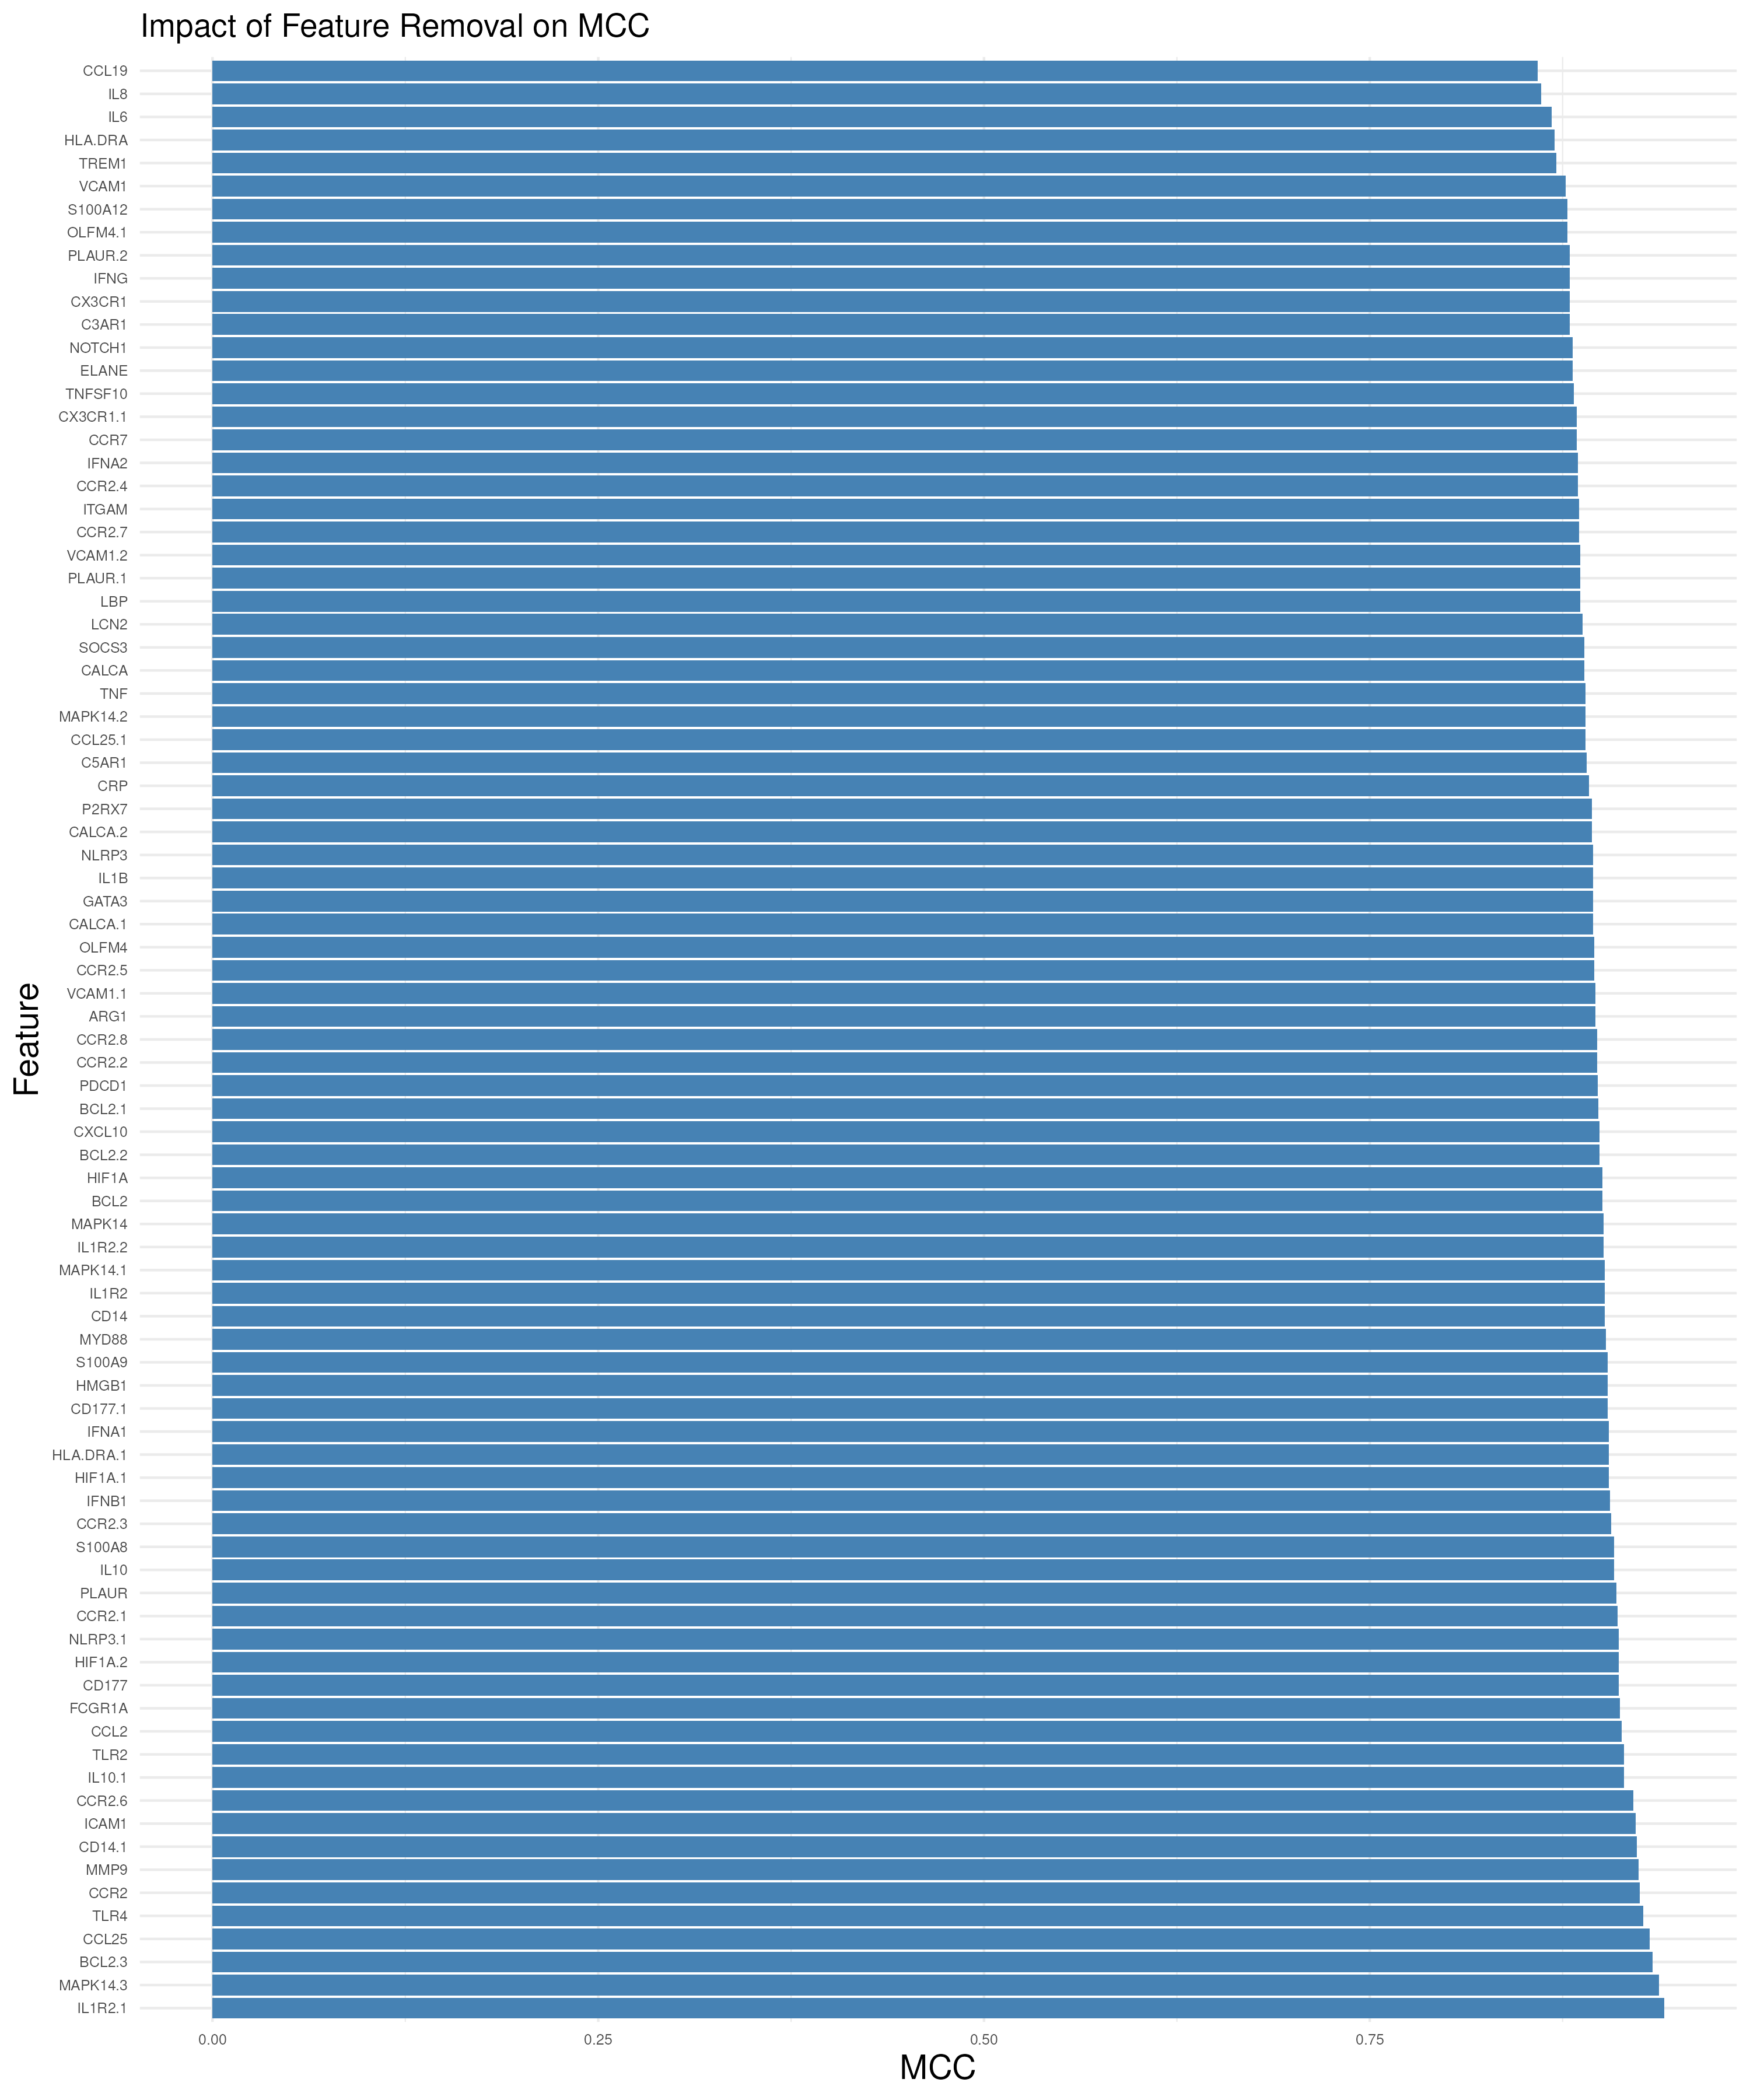 Impact of Feature Removal on MCC
CCL19
IL8
IL6
HLA.DRA
TREM1
VCAM1
S100A12
OLFM4.1
PLAUR.2
IFNG
CX3CR1
C3AR1
NOTCH1
ELANE
TNFSF10
CX3CR1.1
CCR7
IFNA2
CCR2.4
ITGAM
CCR2.7
VCAM1.2
PLAUR.1
LBP
LCN2
SOCS3
CALCA
TNF
MAPK14.2
CCL25.1
C5AR1
CRP
P2RX7
CALCA.2
NLRP3
IL1B
GATA3
CALCA.1
OLFM4
CCR2.5
VCAM1.1
ARG1
CCR2.8
CCR2.2
PDCD1
BCL2.1
CXCL10
BCL2.2
HIF1A
BCL2
MAPK14
IL1R2.2
MAPK14.1
IL1R2
CD14
MYD88
S100A9
HMGB1
CD177.1
IFNA1
HLA.DRA.1
HIF1A.1
IFNB1
CCR2.3
S100A8
IL10
PLAUR
CCR2.1
NLRP3.1
HIF1A.2
CD177
FCGR1A
CCL2
TLR2
IL10.1
CCR2.6
ICAM1
CD14.1
MMP9
CCR2
TLR4
CCL25
BCL2.3
MAPK14.3
IL1R2.1
Feature
0.00 0.25 0.50 0.75
MCC